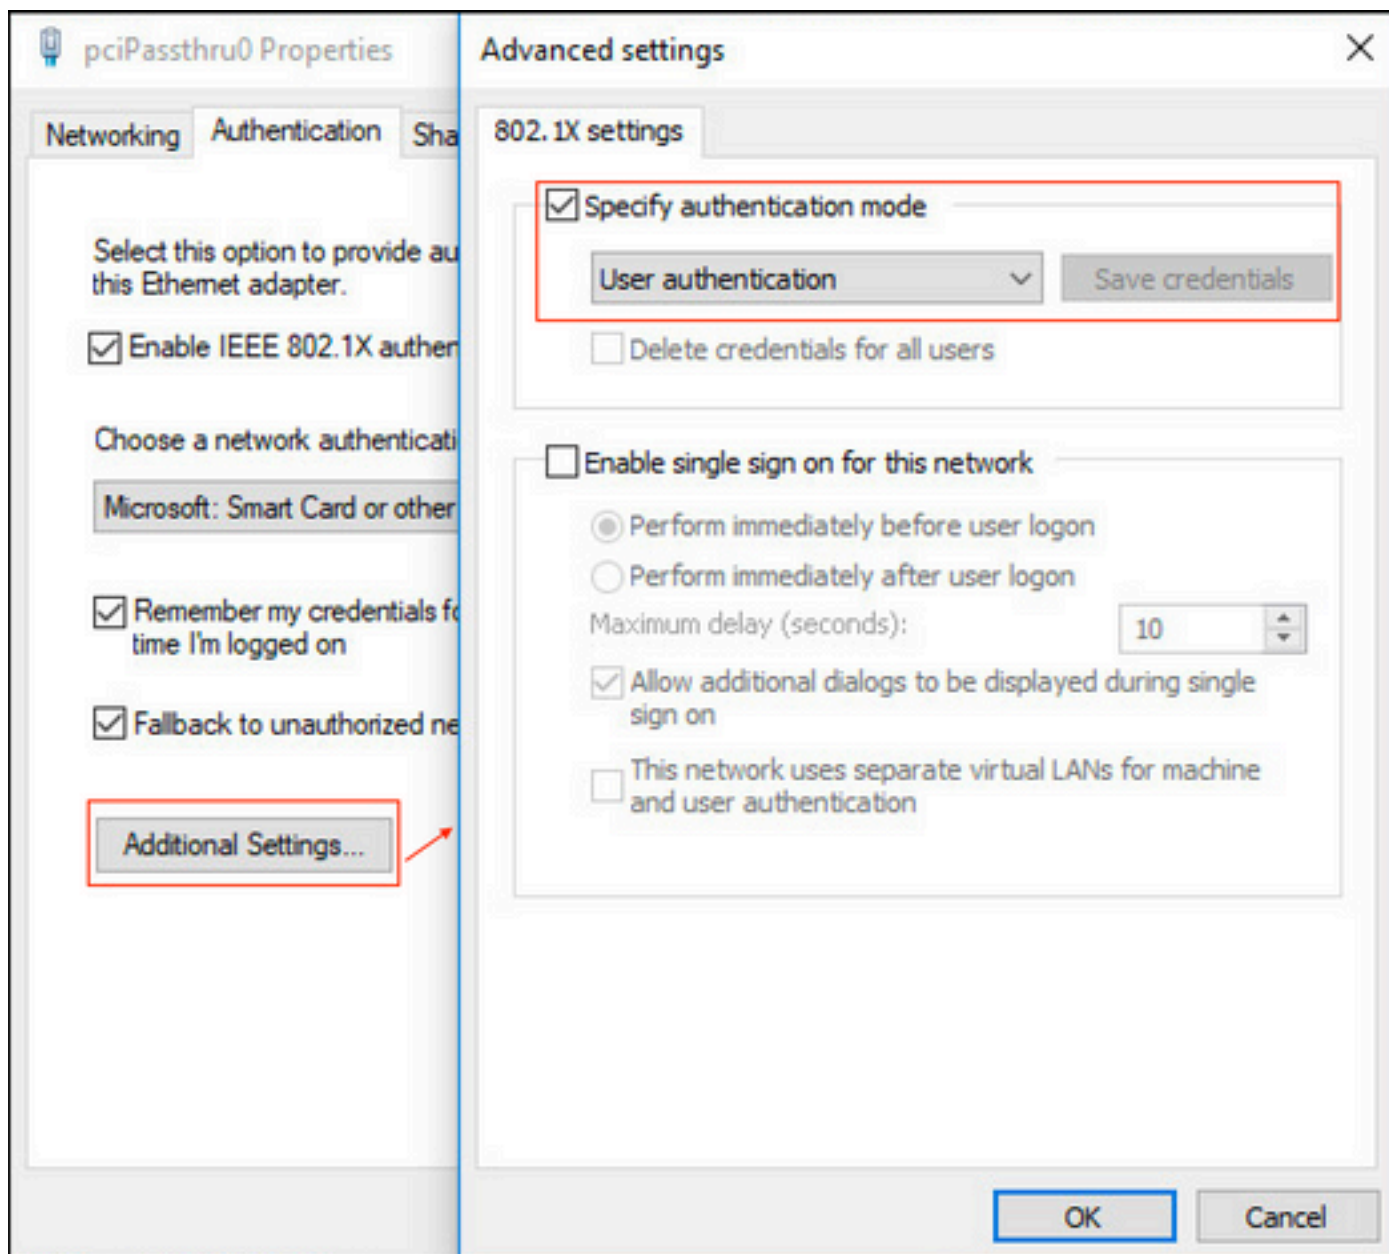 pciPassthru0 Properties
Networking
Authentication
Sha
Select this option to provide au
this Ethernet adapter.
Enable IEEE 802.1X authen
Choose a network authenticati
Microsoft: Smart Card or other
Remember my credentials fo
time I'm logged on
Fallback to unauthorized ne
Additional Settings...
Advanced settings
802.1X settings
Specify authentication mode
User authentication
Save credentials
Delete credentials for all users
Enable single sign on for this network
Perform immediately before user logon
Perform immediately after user logon
Maximum delay (seconds):
10
Allow additional dialogs to be displayed during single
sign on
This network uses separate virtual LANs for machine
and user authentication
OK
Cancel